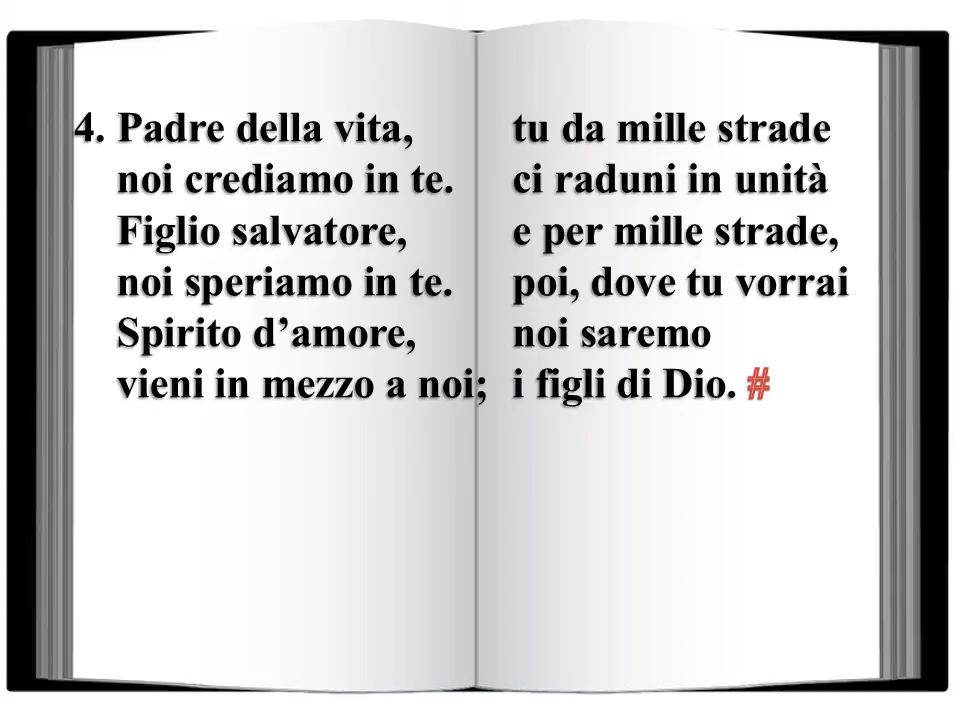 4. Padre della vita,
noi crediamo in te.
Figlio salvatore,
noi speriamo in te.
Spirito d’amore,
vieni in mezzo a noi;
tu da mille strade
ci raduni in unità
e per mille strade,
poi, dove tu vorrai
noi saremo
i figli di Dio. #